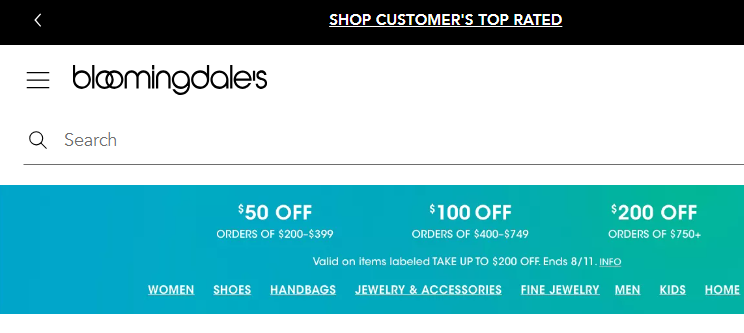 SHOP CUSTOMER'S TOP RATED
bloomingdale's
Search
$50 OFF $100 OFF $200 OFF
ORDERS OF $200–$399 ORDERS OF $400–$749 ORDERS OF $750+
Valid on items labeled TAKE UP TO $200 OFF. Ends 8/11. INFO
WOMEN SHOES HANDBAGS JEWELRY & ACCESSORIES FINE JEWELRY MEN KIDS HOME